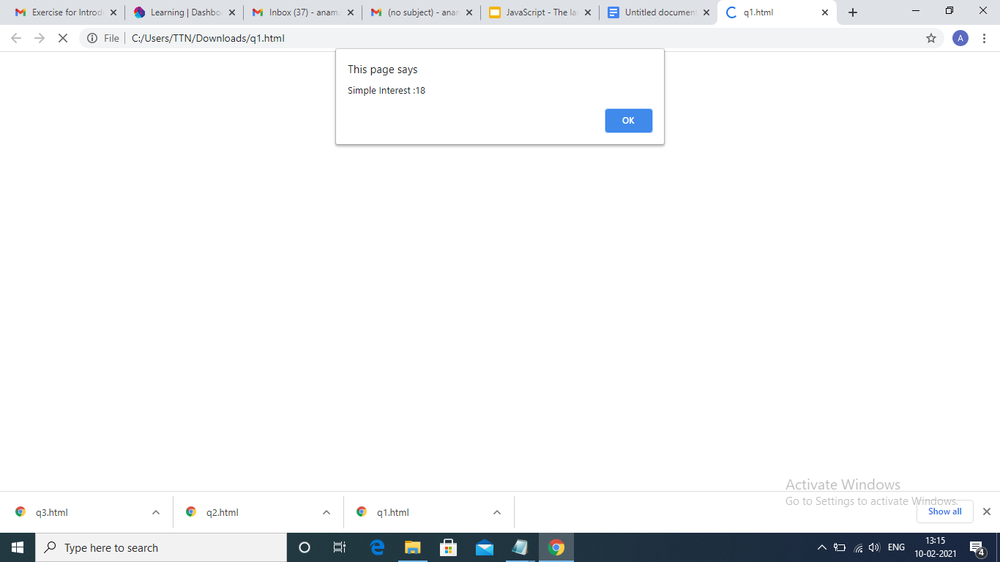 Exercise for Introd
Learning | Dashbo
Inbox (37) - anam
(no subject) - anan
JavaScript - The la
Untitled document
q1.html
File
C:/Users/TTN/Downloads/q1.html
A
This page says
Simple Interest :18
OK
Activate Windows
Go to Settings to activate Windows.
q3.html
q2.html
q1.html
Show all
Type here to search
ENG
13:15
10-02-2021
4